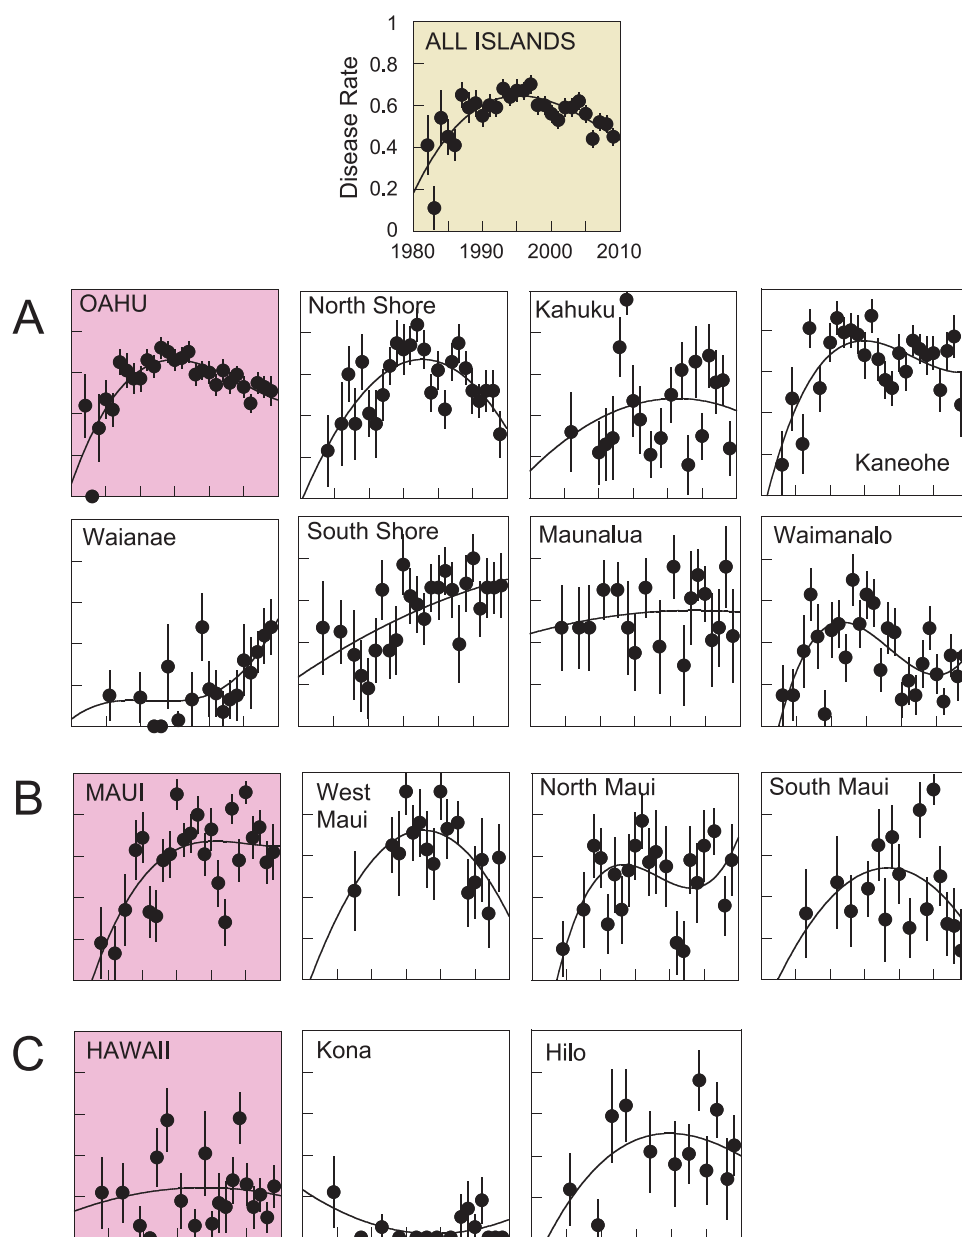 ALL ISLANDS
Disease Rate
1
0.8
0.6
0.4
0.2
0
1980 1990 2000 2010
A
OAHU
North Shore
Kahuku
Kaneohe
Waianae
South Shore
Maunalua
Waimanalo
B
MAUI
West
Maui
North Maui
South Maui
C
HAWAII
Kona
Hilo